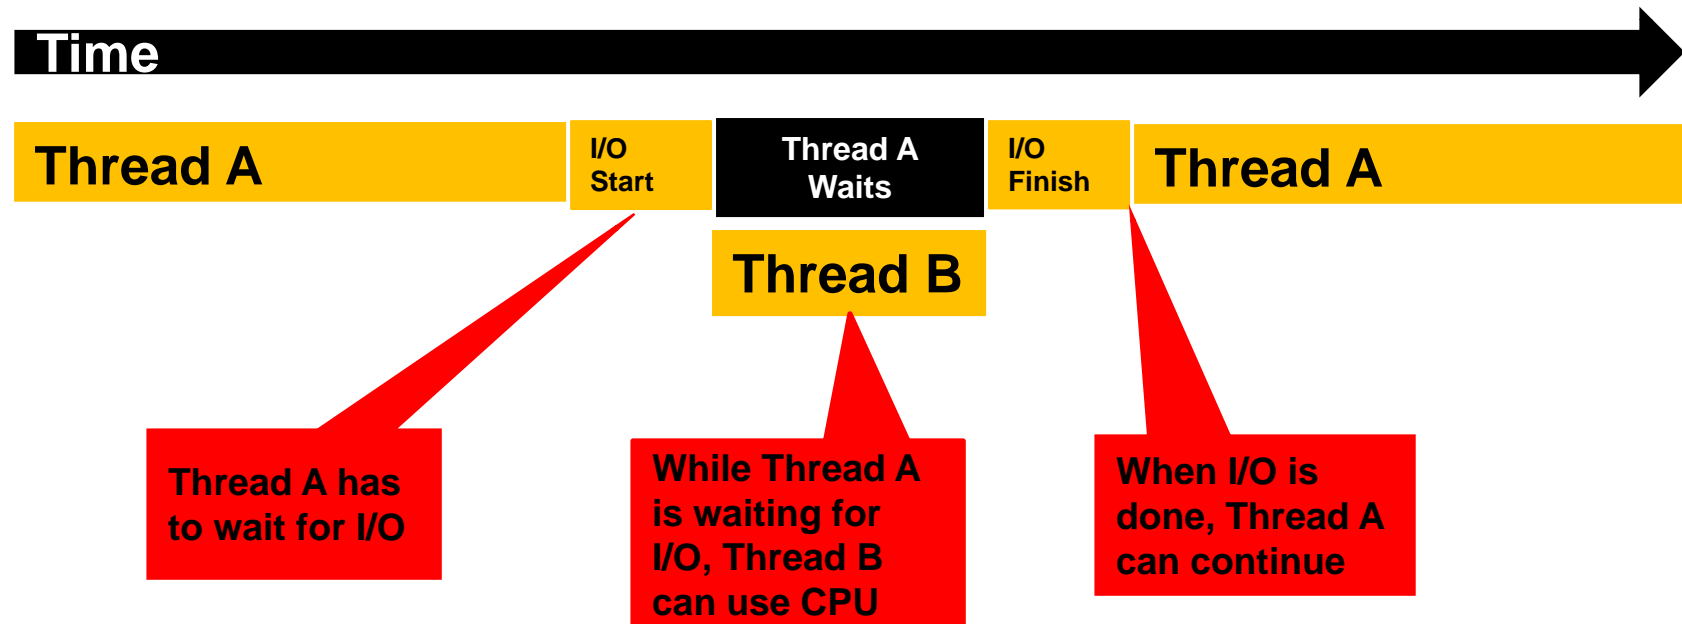 Time
Thread A
I/O
Start
Thread A
Waits
I/O
Finish
Thread A
Thread B
Thread A has
to wait for I/O
While Thread A
is waiting for
I/O, Thread B
can use CPU
When I/O is
done, Thread A
can continue